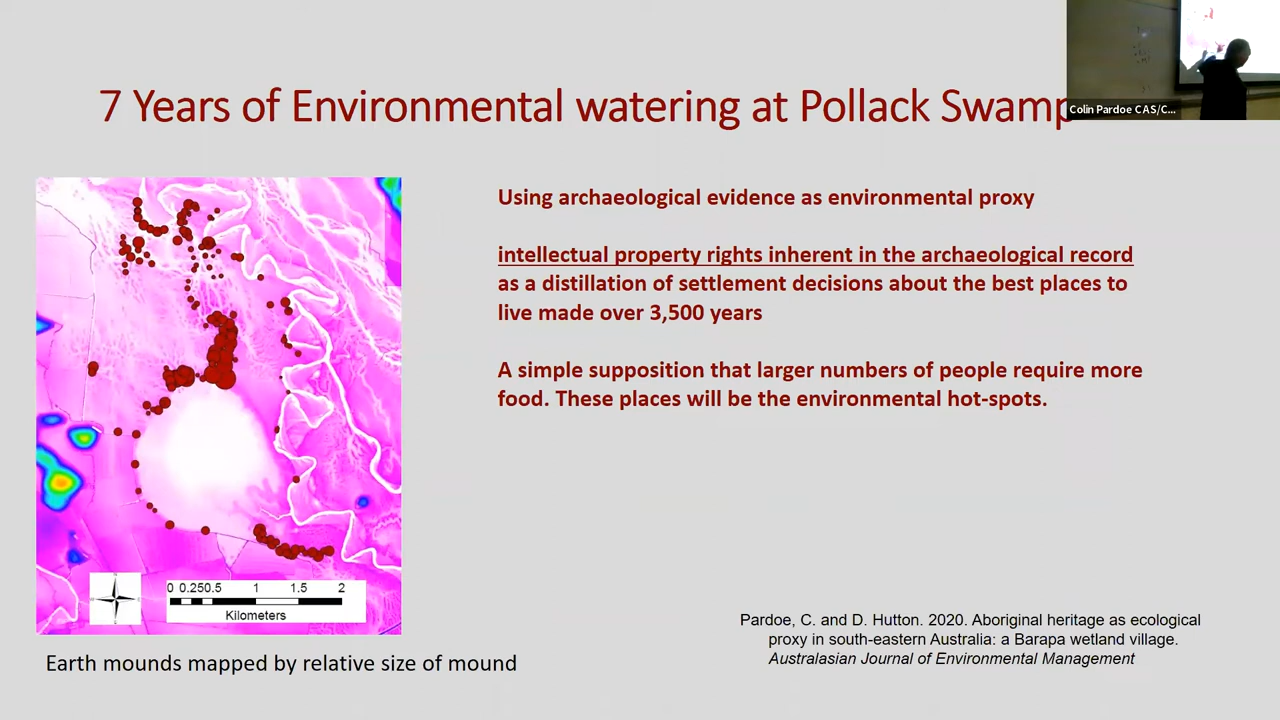 7 Years of Environmental watering at Pollack Swamp
Colin Pardoe CAS/C...
Using archaeological evidence as environmental proxy
intellectual property rights inherent in the archaeological record
as a distillation of settlement decisions about the best places to
live made over 3,500 years
A simple supposition that larger numbers of people require more
food. These places will be the environmental hot-spots.
0 0.250.5 1 1.5 2
Kilometers
Earth mounds mapped by relative size of mound
Pardoe, C. and D. Hutton. 2020. Aboriginal heritage as ecological
proxy in south-eastern Australia: a Barapa wetland village.
Australasian Journal of Environmental Management